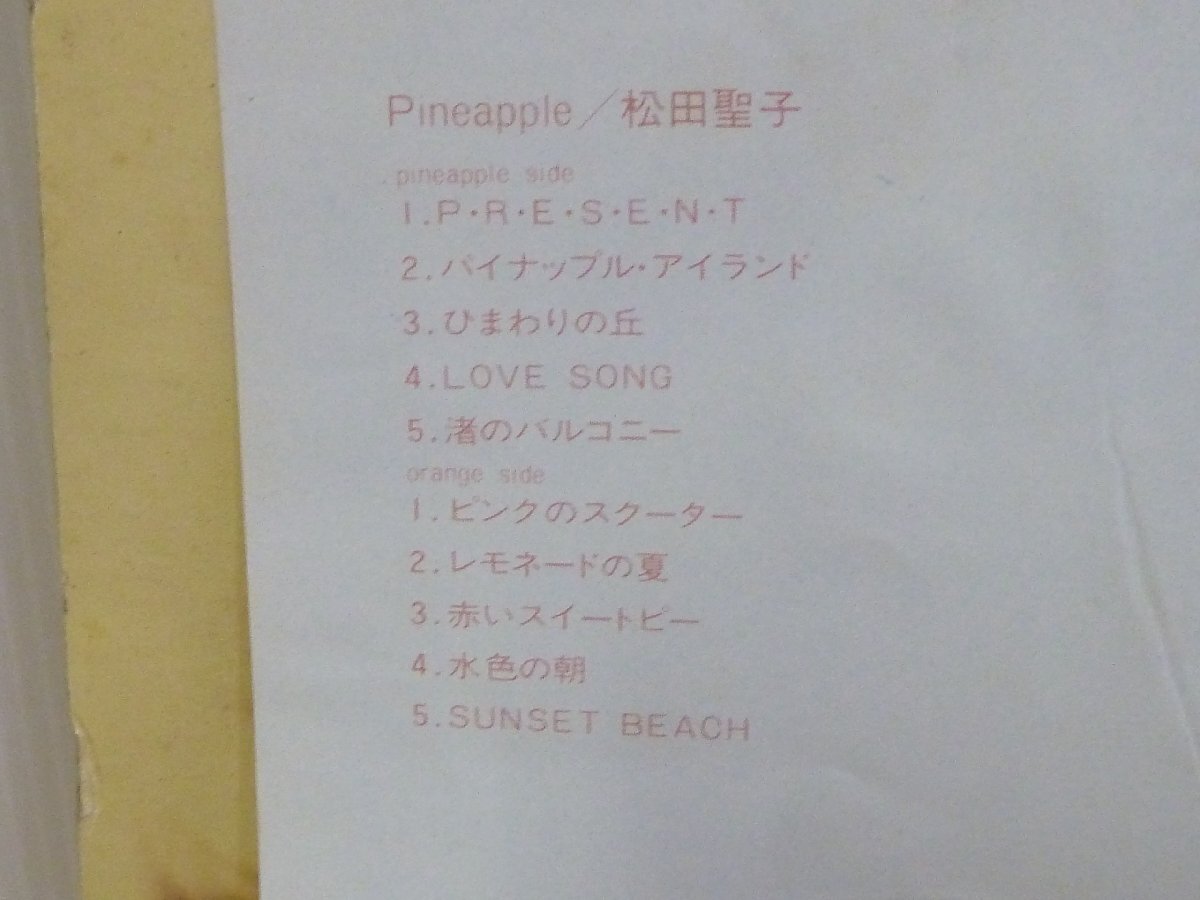 Pineapple／松田聖子
pineapple side
1.P・R・E・S・E・N・T
2.パイナップル・アイランド
3.ひまわりの丘
4.LOVE SONG
5.渚のバルコニー
orange side
1.ピンクのスクーター
2.レモネードの夏
3.赤いスイートピー
4.水色の朝
5.SUNSET BEACH